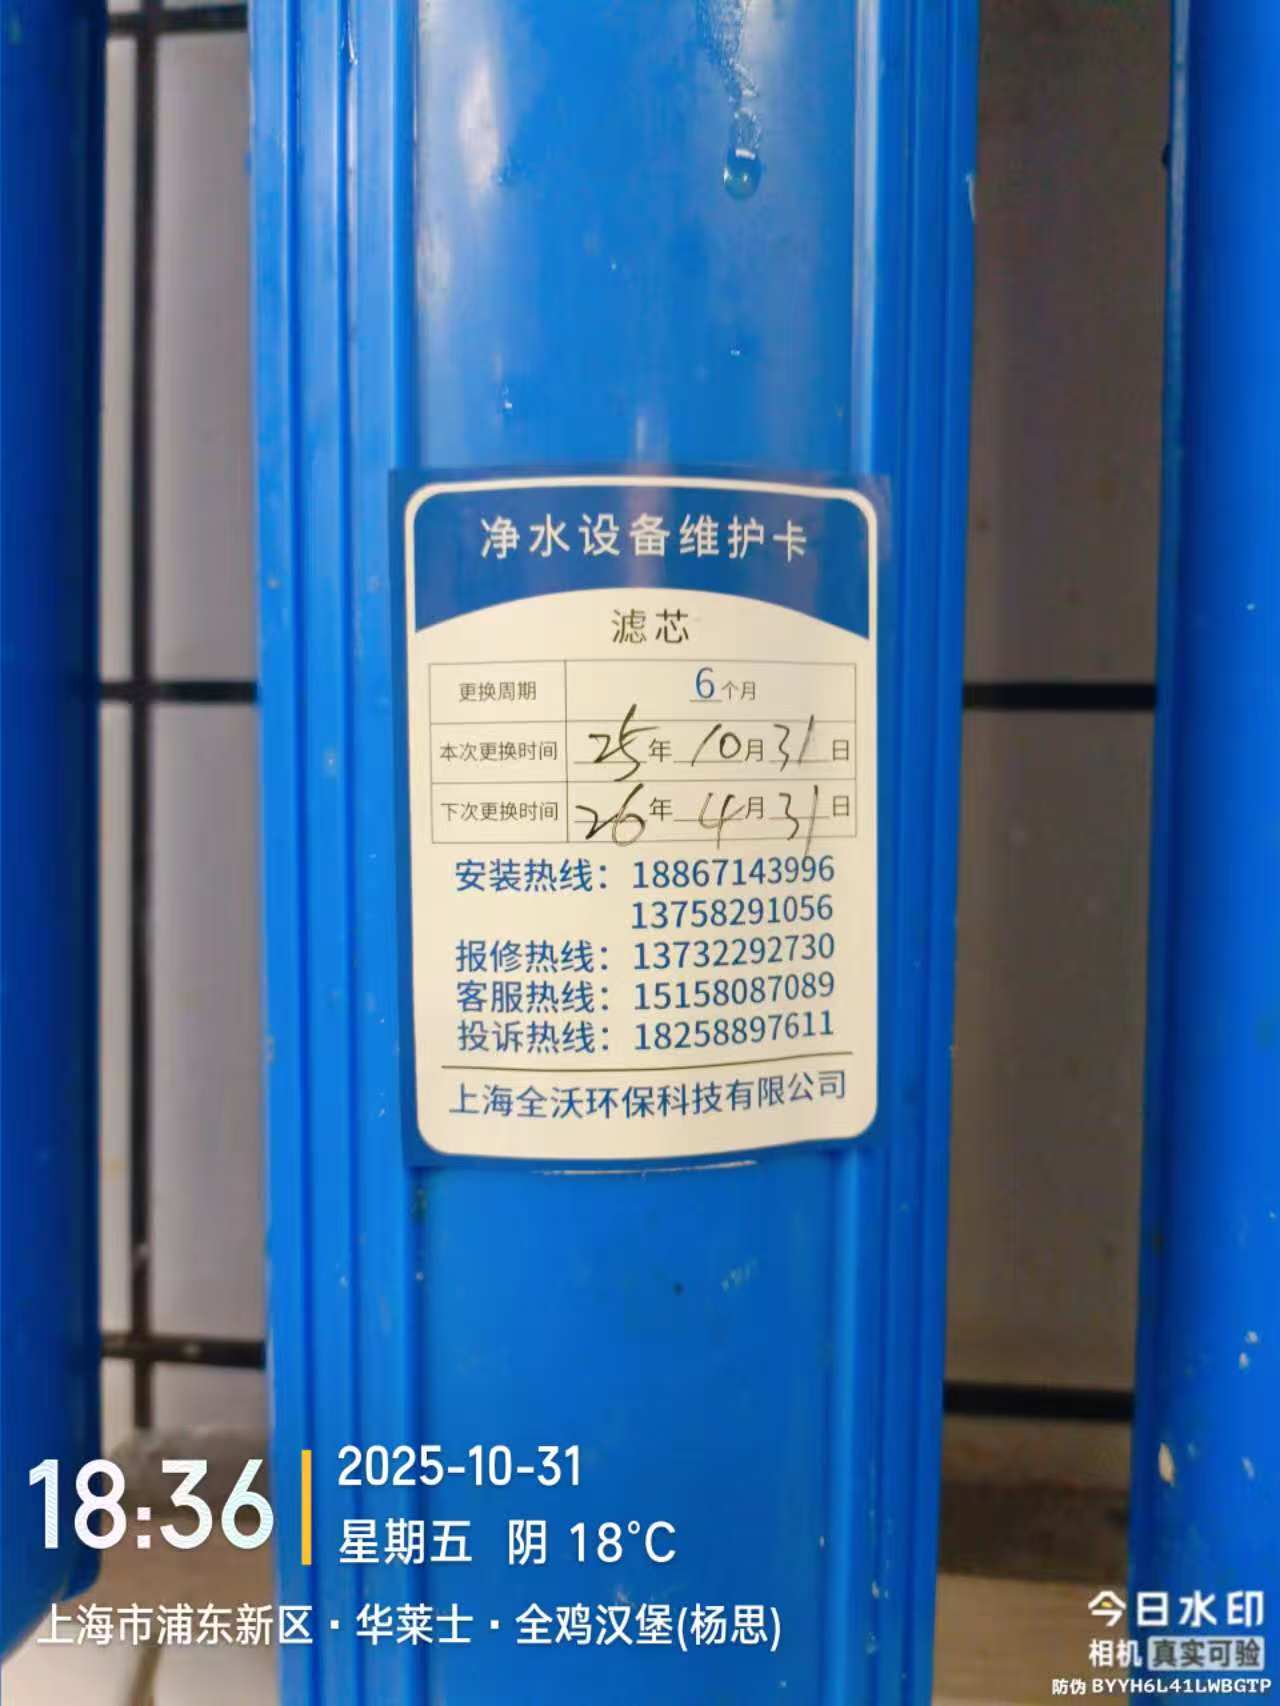 净水设备维护卡
滤芯
更换周期 6个月
本次更换时间 25年10月31日
下次更换时间 26年4月31日
安装热线：18867143996
13758291056
报修热线：13732292730
客服热线：15158087089
投诉热线：18258897611
上海全沃环保科技有限公司
18:36
2025-10-31
星期五 阴 18°C
上海市浦东新区·华莱士·全鸡汉堡(杨思)
今日水印
相机 真实可验
防伪 BYYH6L41LWBGTP